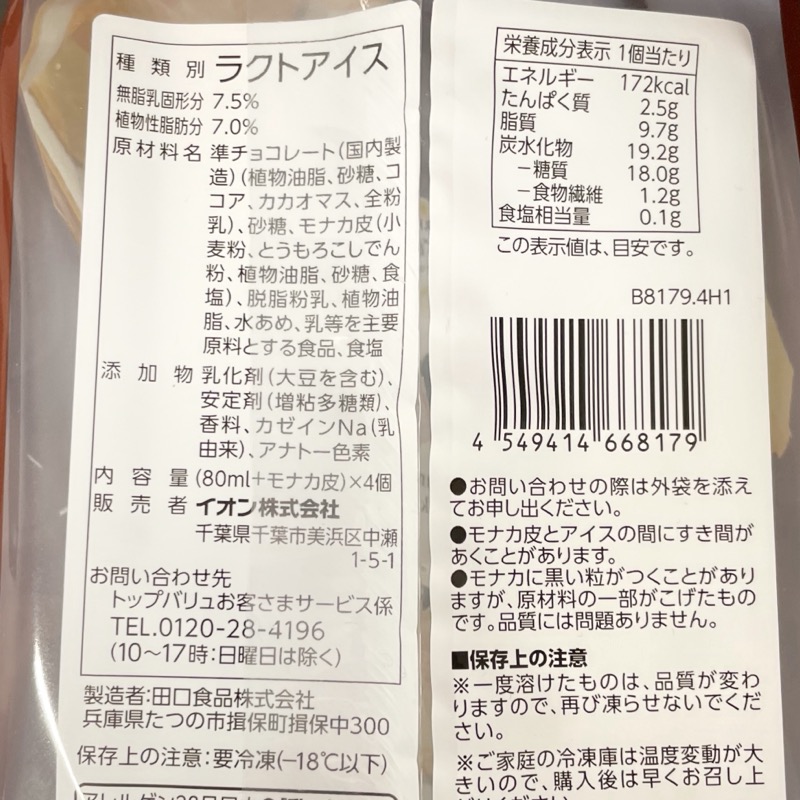 種類別 ラクトアイス
無脂乳固形分 7.5%
植物性脂肪分 7.0%
原材料名 準チョコレート(国内製
造)(植物油脂、砂糖、コ
コア、カカオマス、全粉
乳)、砂糖、モナカ皮(小
麦粉、とうもろこしでん
粉、植物油脂、砂糖、食
塩)、脱脂粉乳、植物油
脂、水あめ、乳等を主要
原料とする食品、食塩
添加物 乳化剤(大豆を含む)、
安定剤(増粘多糖類)、
香料、カゼインNa(乳
由来)、アナトー色素
内容量 (80ml+モナカ皮)×4個
販売者 イオン株式会社
千葉県千葉市美浜区中瀬
1-5-1
お問い合わせ先
トップバリュお客さまサービス係
TEL.0120-28-4196
(10〜17時:日曜日は除く)
製造者:田口食品株式会社
兵庫県たつの市揖保町揖保中300
保存上の注意:要冷凍(−18℃以下)
栄養成分表示 1個当たり
エネルギー 172kcal
たんぱく質 2.5g
脂質 9.7g
炭水化物 19.2g
−糖質 18.0g
−食物繊維 1.2g
食塩相当量 0.1g
この表示値は、目安です。
B8179.4H1
4 549414 668179
●お問い合わせの際は外袋を添え
てお申し出ください。
●モナカ皮とアイスの間にすき間が
あくことがあります。
●モナカに黒い粒がつくことがあり
ますが、原材料の一部がこげたもの
です。品質には問題ありません。
■保存上の注意
※一度溶けたものは、品質が変わ
りますので、再び凍らせないでくだ
さい。
※ご家庭の冷凍庫は温度変動が大
きいので、購入後は早くお召し上